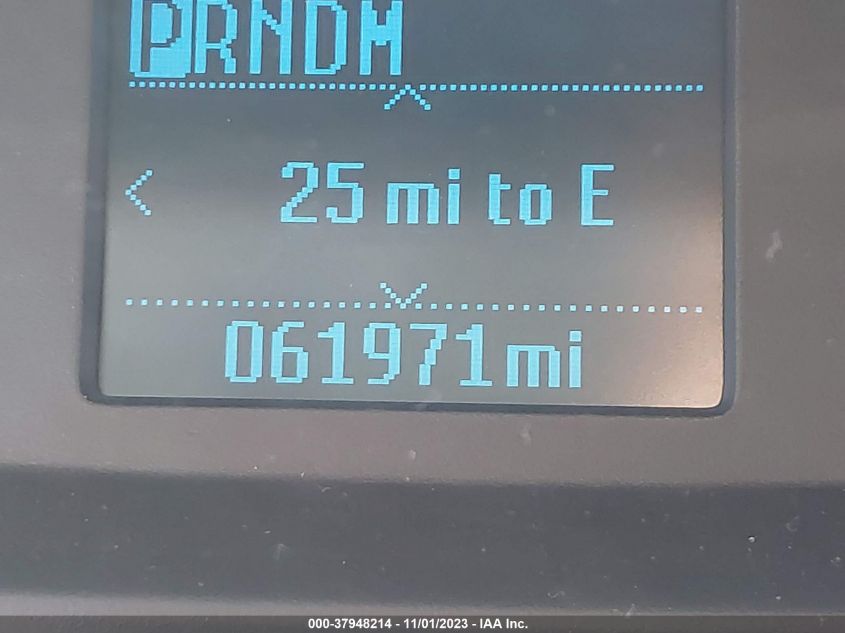 PRNDM
< 25 mi to E
061971mi
000-37948214 - 11/01/2023 - IAA Inc.